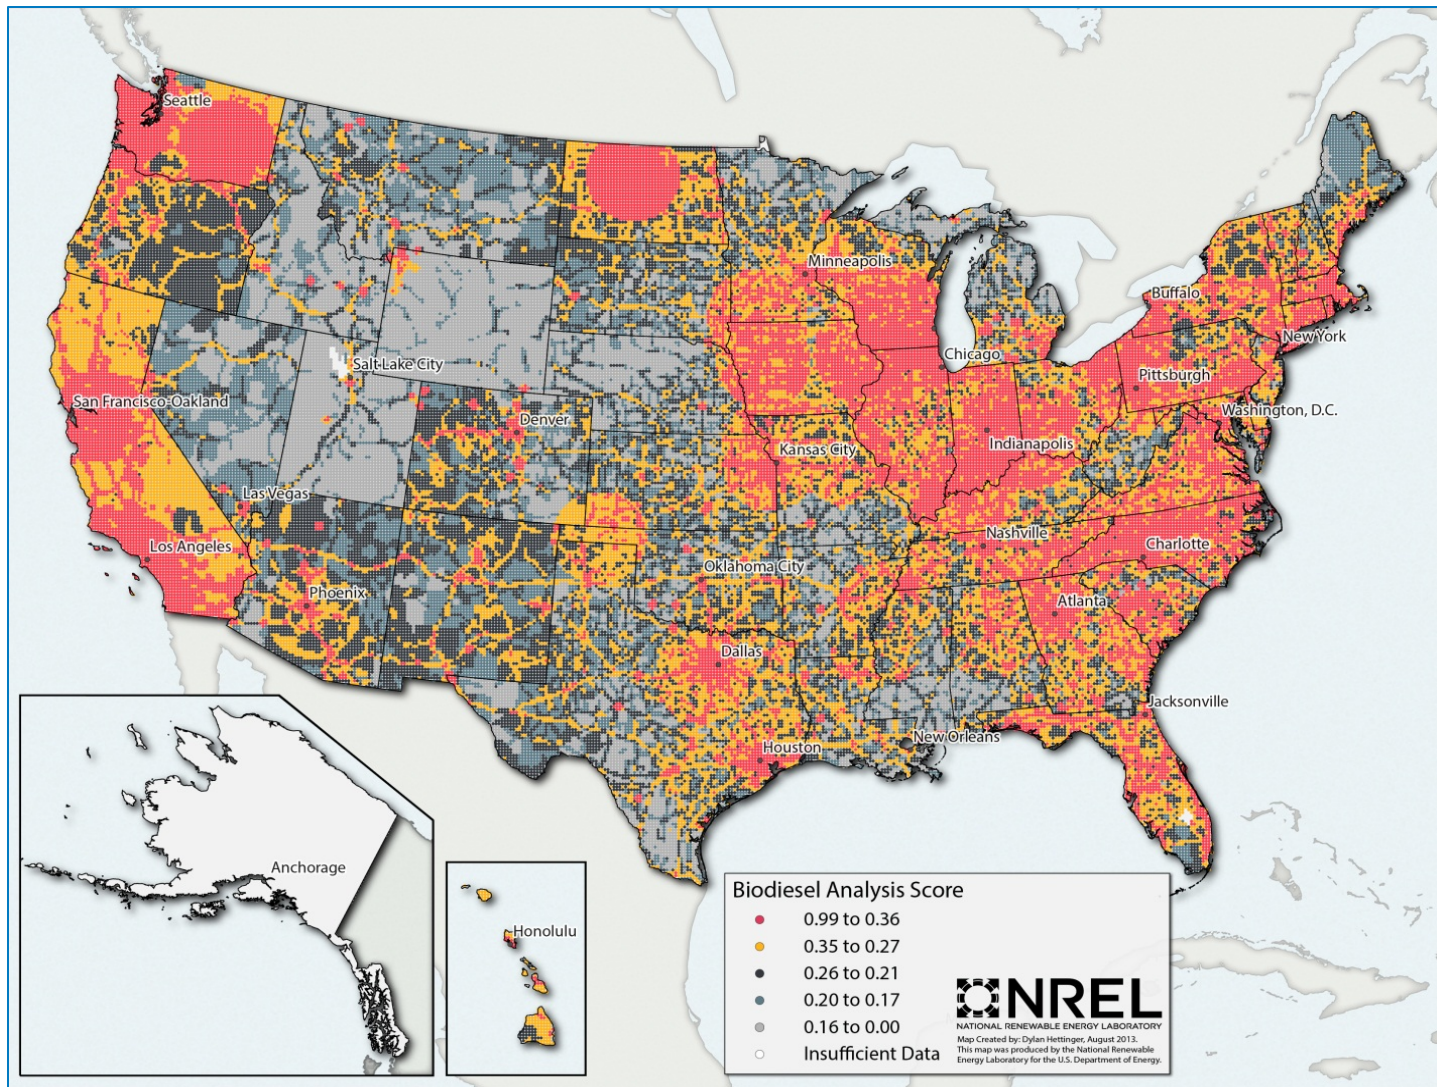 Seattle
Minneapolis
Buffalo
New York
Chicago
Salt Lake City
Pittsburgh
San Francisco-Oakland
Washington, D.C.
Denver
Indianapolis
Kansas City
Las Vegas
Nashville
Charlotte
Los Angeles
Oklahoma City
Phoenix
Atlanta
Dallas
Jacksonville
New Orleans
Houston
Anchorage
Honolulu
Biodiesel Analysis Score
0.99 to 0.36
0.35 to 0.27
0.26 to 0.21
0.20 to 0.17
0.16 to 0.00
Insufficient Data
NREL
NATIONAL RENEWABLE ENERGY LABORATORY
Map Created by: Dylan Hettinger, August 2013.
This map was produced by the National Renewable
Energy Laboratory for the U.S. Department of Energy.